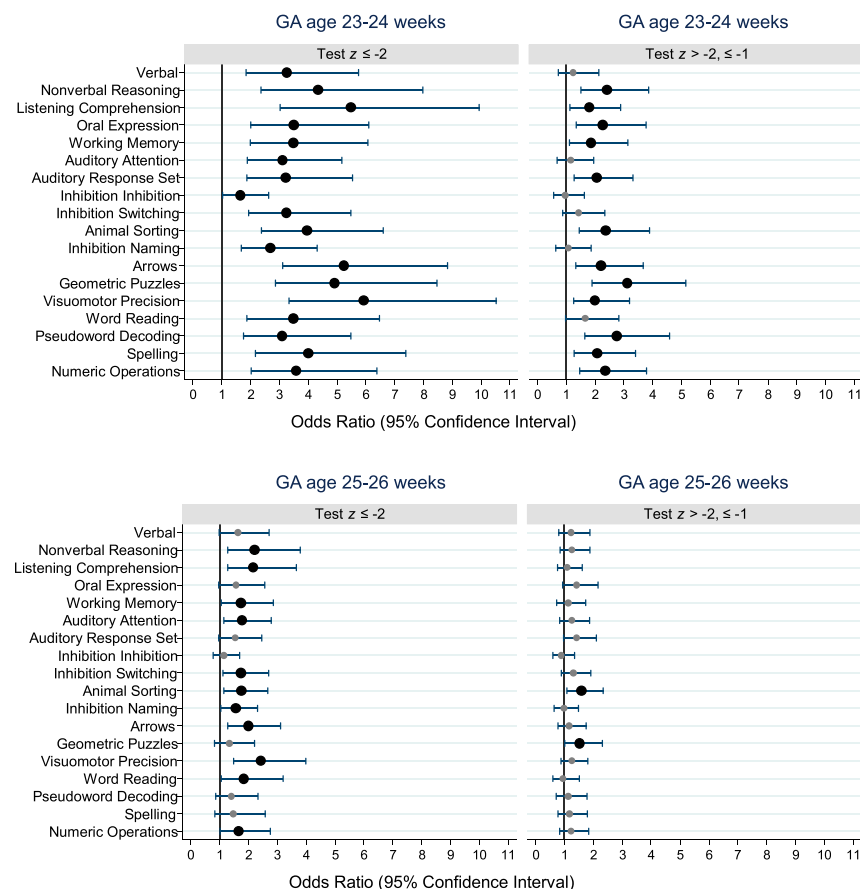 GA age 23-24 weeks
GA age 23-24 weeks
Test z ≤ -2
Test z > -2, ≤ -1
Verbal
Nonverbal Reasoning
Listening Comprehension
Oral Expression
Working Memory
Auditory Attention
Auditory Response Set
Inhibition Inhibition
Inhibition Switching
Animal Sorting
Inhibition Naming
Arrows
Geometric Puzzles
Visuomotor Precision
Word Reading
Pseudoword Decoding
Spelling
Numeric Operations
0 1 2 3 4 5 6 7 8 9 10 11
0 1 2 3 4 5 6 7 8 9 10 11
Odds Ratio (95% Confidence Interval)
GA age 25-26 weeks
GA age 25-26 weeks
Test z ≤ -2
Test z > -2, ≤ -1
Verbal
Nonverbal Reasoning
Listening Comprehension
Oral Expression
Working Memory
Auditory Attention
Auditory Response Set
Inhibition Inhibition
Inhibition Switching
Animal Sorting
Inhibition Naming
Arrows
Geometric Puzzles
Visuomotor Precision
Word Reading
Pseudoword Decoding
Spelling
Numeric Operations
0 1 2 3 4 5 6 7 8 9 10 11
0 1 2 3 4 5 6 7 8 9 10 11
Odds Ratio (95% Confidence Interval)